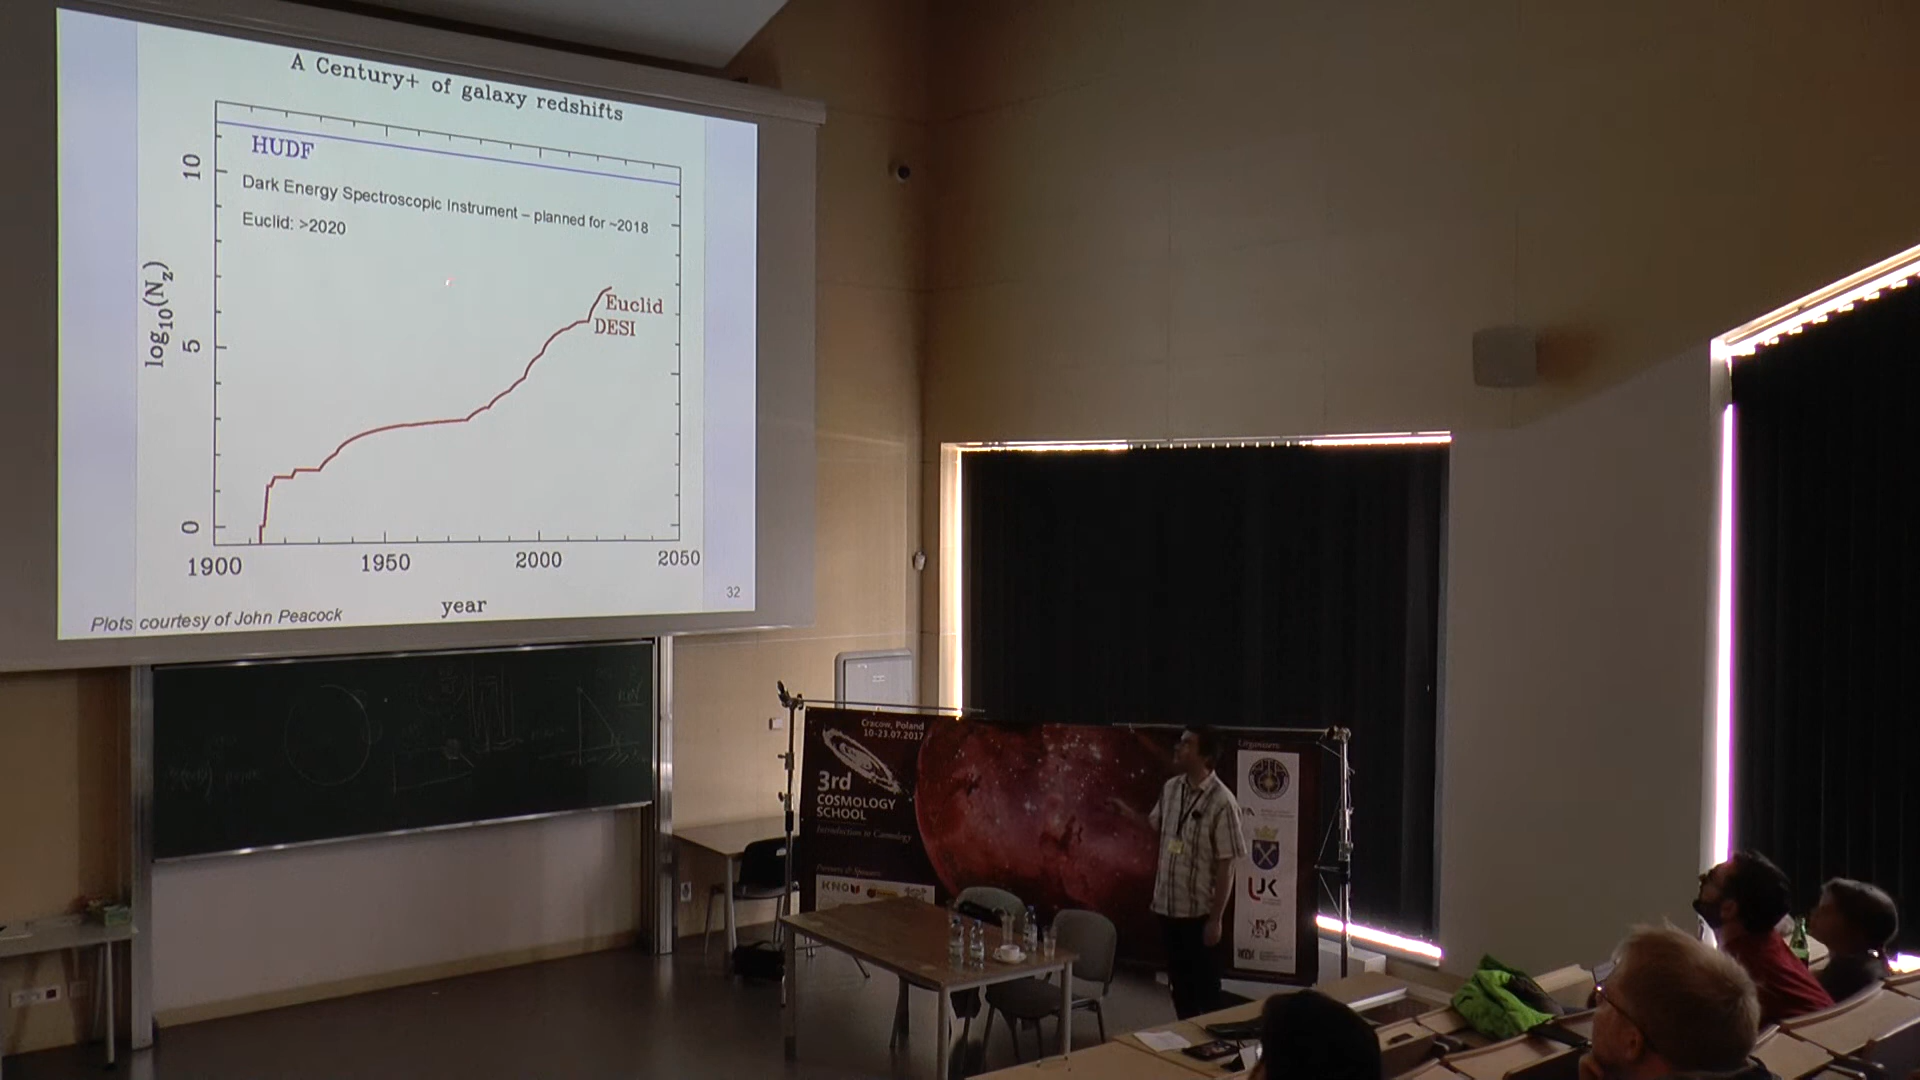 A Century+ of galaxy redshifts
HUDF
10
Dark Energy Spectroscopic Instrument – planned for ~2018
Euclid: >2020
log10(Nz)
Euclid
5
DESI
0
1900
1950
2000
2050
year
32
Plots courtesy of John Peacock
Cracow, Poland
10-23.07.2017
3rd
COSMOLOGY
SCHOOL
Introduction to Cosmology
Organisers:
KNO